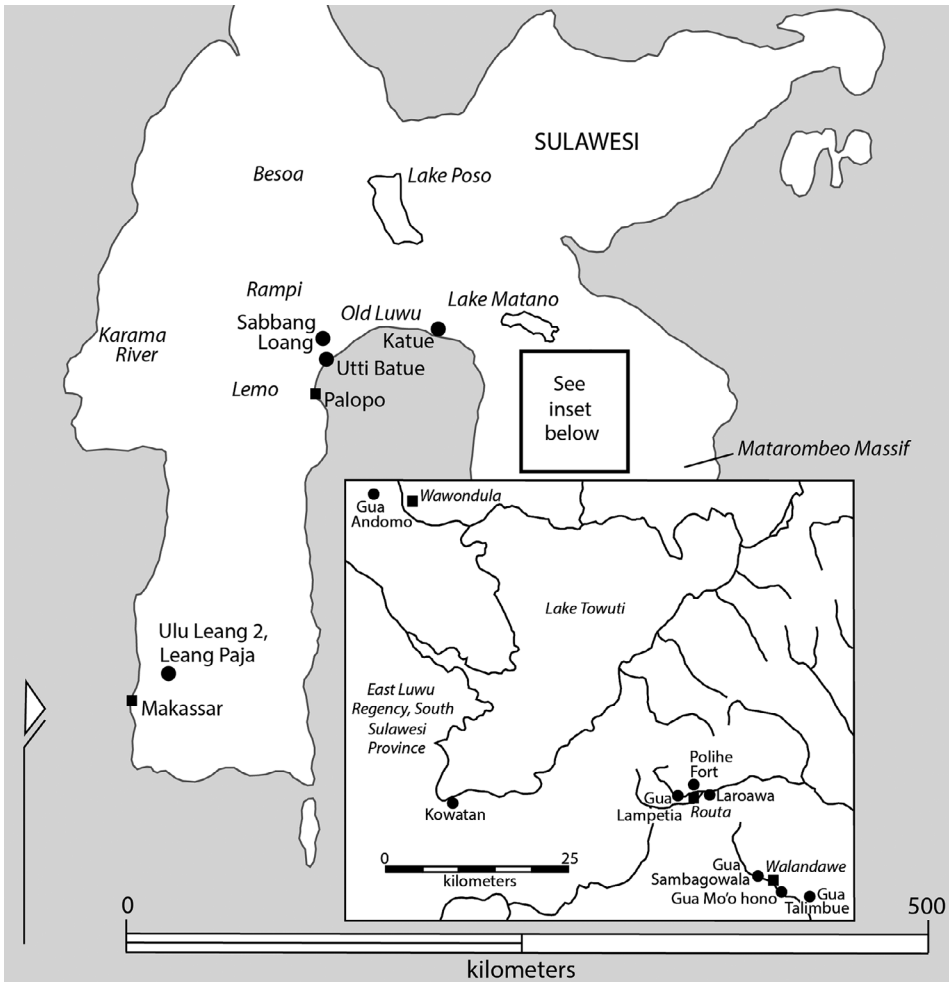 SULAWESI
Besoa
Lake Poso
Rampi
Old Luwu
Lake Matano
Sabbang
Loang
Katue
Karama
River
Utti Batue
Lemo
Palopo
See
inset
below
Matarombeo Massif
Wawondula
Gua
Andomo
Lake Towuti
Ulu Leang 2,
Leang Paja
Makassar
East Luwu
Regency, South
Sulawesi
Province
Polihe
Fort
Gua
Lampetia
Laroawa
Routa
Kowatan
0
25
kilometers
Gua
Sambagowala
Walandawe
Gua Mo'o hono
Gua
Talimbue
0
500
kilometers